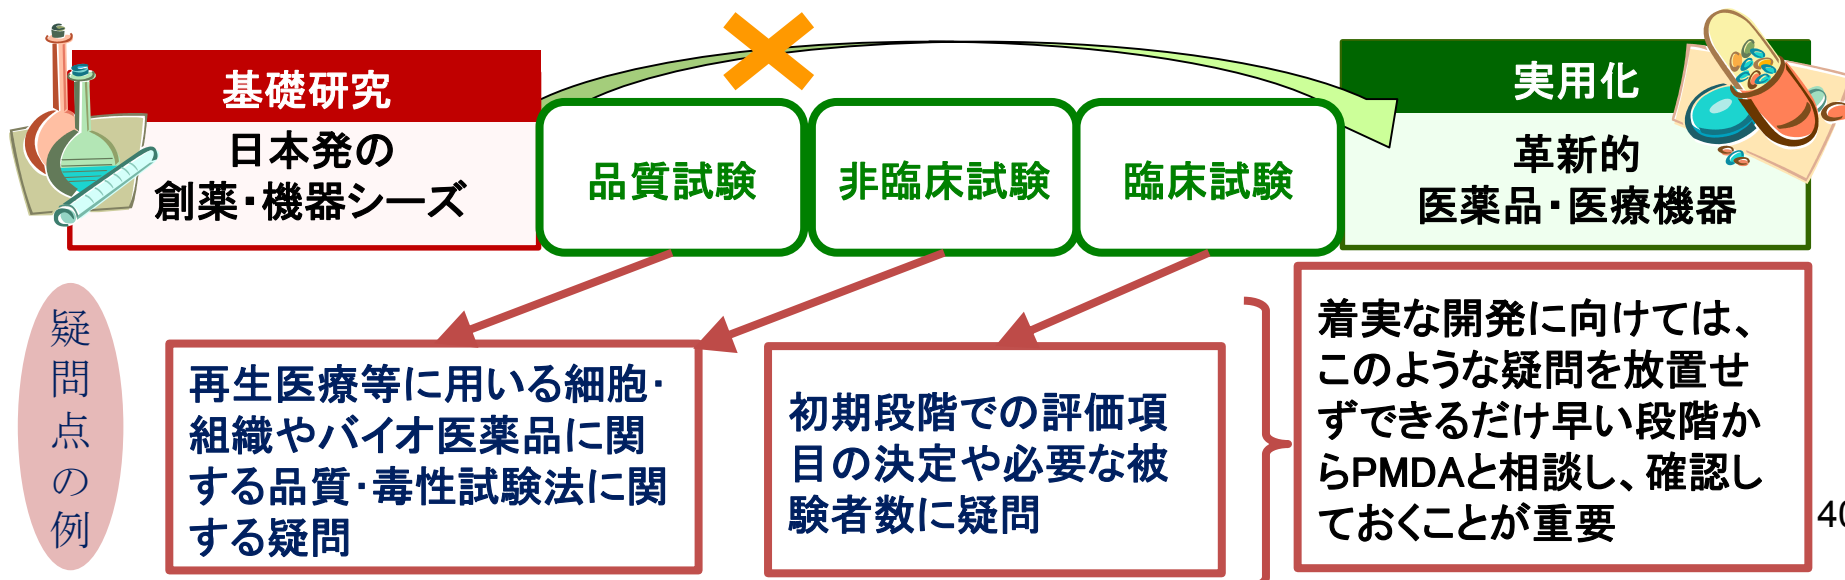 基礎研究
日本発の
創薬・機器シーズ
品質試験
非臨床試験
臨床試験
実用化
革新的
医薬品・医療機器
疑問点の例
再生医療等に用いる細胞・
組織やバイオ医薬品に関
する品質・毒性試験法に関
する疑問
初期段階での評価項
目の決定や必要な被
験者数に疑問
着実な開発に向けては、
このような疑問を放置せ
ずできるだけ早い段階か
らPMDAと相談し、確認し
ておくことが重要
40